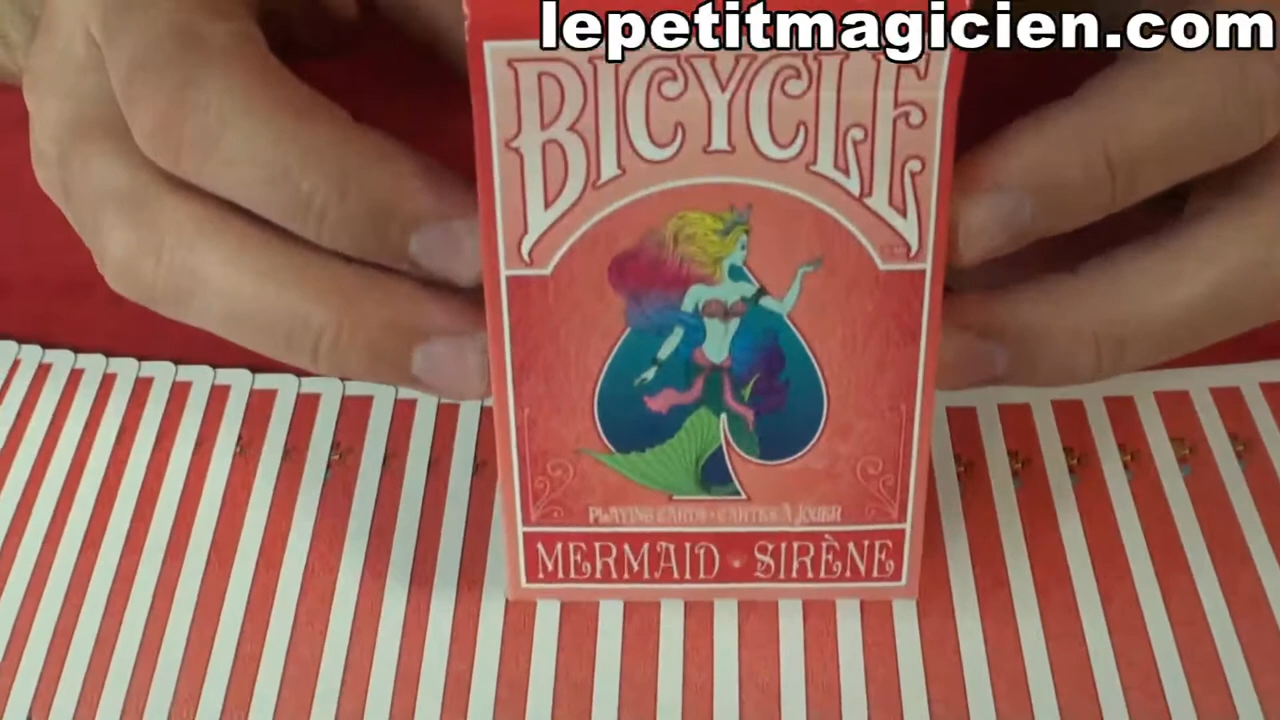 lepetitmagicien.com
BICYCLE
PLAYING CARDS • CARTES À JOUER
MERMAID • SIRÈNE